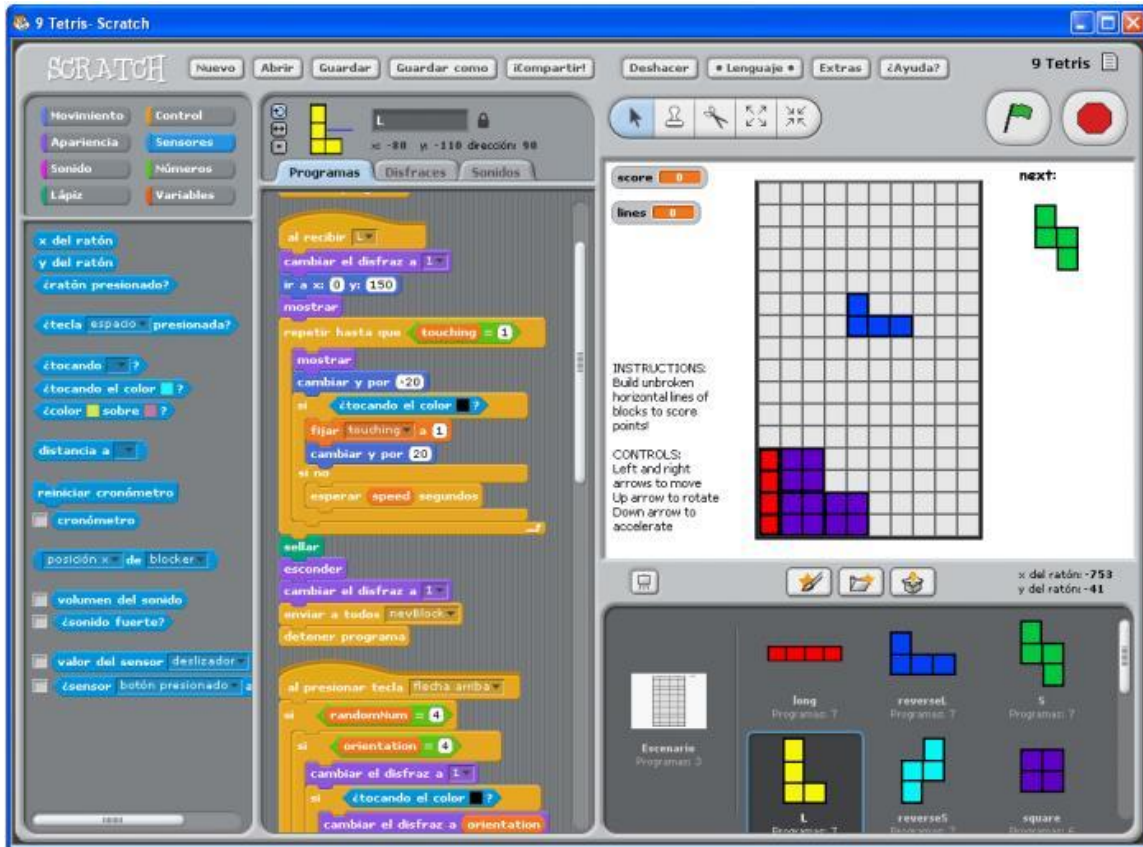 9 Tetris- Scratch
SCRATCH
Nuevo
Abrir
Guardar
Guardar como
¡Compartir!
Deshacer
• Lenguaje •
Extras
¿Ayuda?
9 Tetris
Movimiento
Control
Apariencia
Sensores
Sonido
Números
Lápiz
Variables
x del ratón
y del ratón
¿ratón presionado?
¿tecla espacio presionada?
¿tocando ?
¿tocando el color ?
¿color sobre ?
distancia a
reiniciar cronómetro
cronómetro
posición x de blocker
volumen del sonido
¿sonido fuerte?
valor del sensor deslizador
¿sensor botón presionado a
L
x: -80 y: -110 dirección: 90
Programas
Disfraces
Sonidos
al recibir L
cambiar el disfraz a 1
ir a x: 0 y: 150
mostrar
repetir hasta que touching = 1
mostrar
cambiar y por -20
si ¿tocando el color ?
fijar touching a 1
cambiar y por 20
si no
esperar speed segundos
sellar
esconder
cambiar el disfraz a 1
enviar a todos newBlock
detener programa
al presionar tecla flecha arriba
si randomNum = 4
si orientation = 4
cambiar el disfraz a 1
si ¿tocando el color ?
cambiar el disfraz a orientation
score 0
lines 0
next:
INSTRUCTIONS:
Build unbroken
horizontal lines of
blocks to score
points!
CONTROLS:
Left and right
arrows to move
Up arrow to rotate
Down arrow to
accelerate
x del ratón: -753
y del ratón: -41
Escenario
Programas: 3
long
Programas: 7
reverseL
Programas: 7
S
Programas: 7
L
Programas: 7
reverseS
Programas: 7
square
Programas: 6